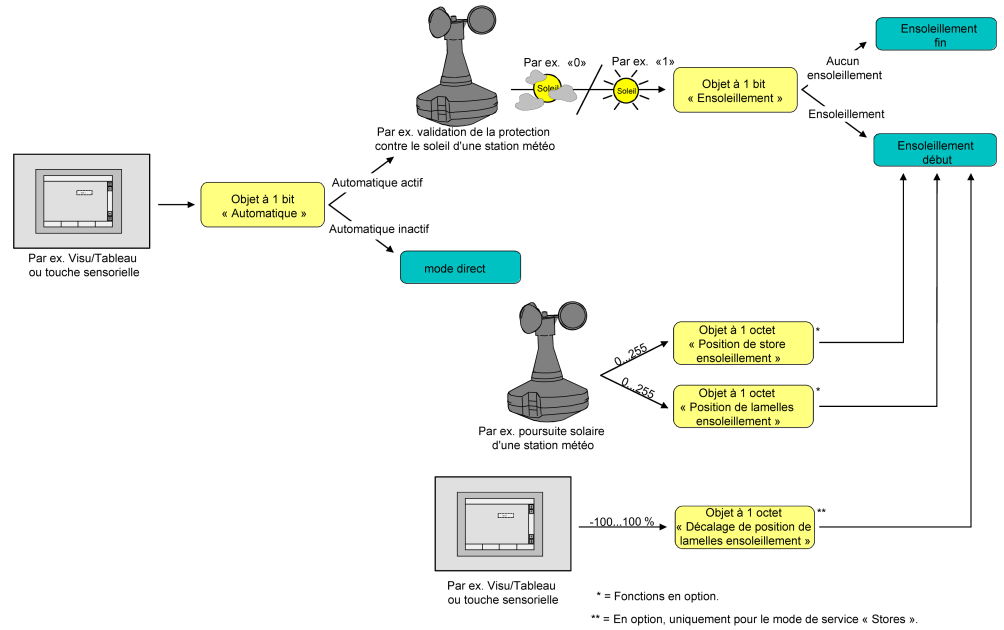 Ensoleillement
fin
Par ex. «0»
Par ex. «1»
Aucun
ensoleillement
Soleil
Soleil
Objet à 1 bit
« Ensoleillement »
Ensoleillement
Par ex. validation de la protection
contre le soleil d'une station météo
Ensoleillement
début
Automatique actif
Objet à 1 bit
« Automatique »
Automatique inactif
Par ex. Visu/Tableau
ou touche sensorielle
mode direct
Objet à 1 octet
« Position de store
ensoleillement »
*
0...255
0...255
Objet à 1 octet
« Position de lamelles
ensoleillement »
*
Par ex. poursuite solaire
d'une station météo
-100...100 %
Objet à 1 octet
« Décalage de position de
lamelles ensoleillement »
**
Par ex. Visu/Tableau
ou touche sensorielle
* = Fonctions en option.
** = En option, uniquement pour le mode de service « Stores ».